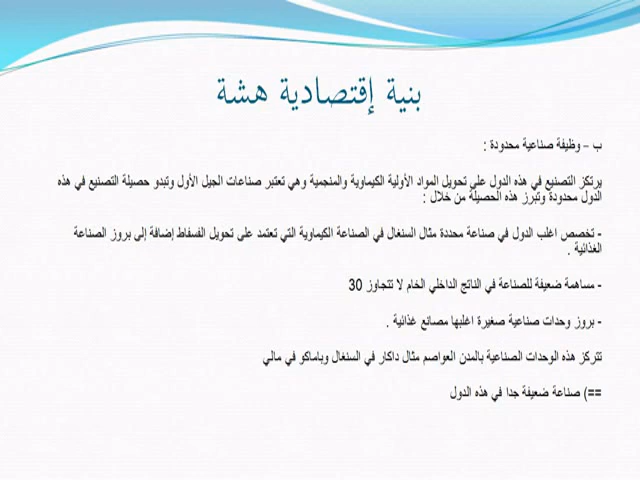 بنية إقتصادية هشة
ب – وظيفة صناعية محدودة :
يرتكز التصنيع في هذه الدول على تحويل المواد الأولية الكيماوية والمنجمية وهي تعتبر صناعات الجيل الأول وتبدو حصيلة التصنيع في هذه
الدول محدودة وتبرز هذه الحصيلة من خلال :
- تخصص اغلب الدول في صناعة محددة مثال السنغال في الصناعة الكيماوية التي تعتمد على تحويل الفسفاط إضافة إلى بروز الصناعة
الغذائية .
- مساهمة ضعيفة للصناعة في الناتج الداخلي الخام لا تتجاوز 30
- بروز وحدات صناعية صغيرة اغلبها مصانع غذائية .
تتركز هذه الوحدات الصناعية بالمدن العواصم مثال داكار في السنغال وباماكو في مالي
==) صناعة ضعيفة جدا في هذه الدول